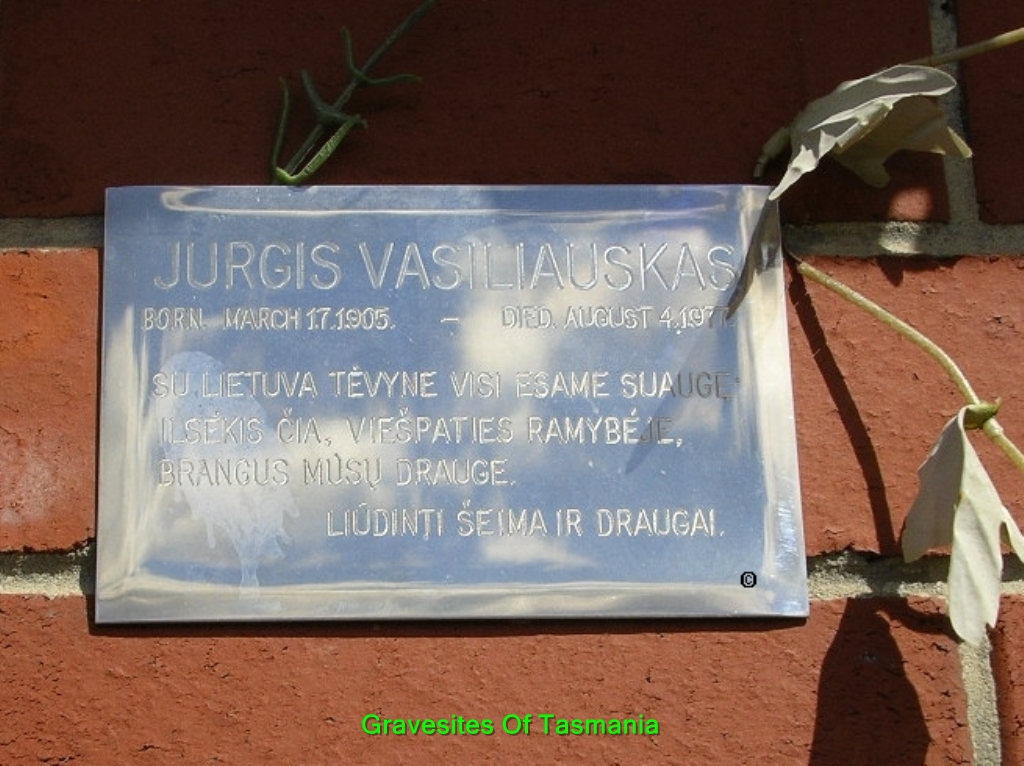 JURGIS VASILIAUSKAS
BORN. MARCH 17.1905. – DIED. AUGUST 4,1977.
SU LIETUVA TĖVYNE VISI ESAME SUAUGĘ;
ILSĖKIS ČIA, VIEŠPATIES RAMYBĖJE,
BRANGUS MŪSŲ DRAUGE.
LIŪDINTI ŠEIMA IR DRAUGAI.
©
Gravesites Of Tasmania